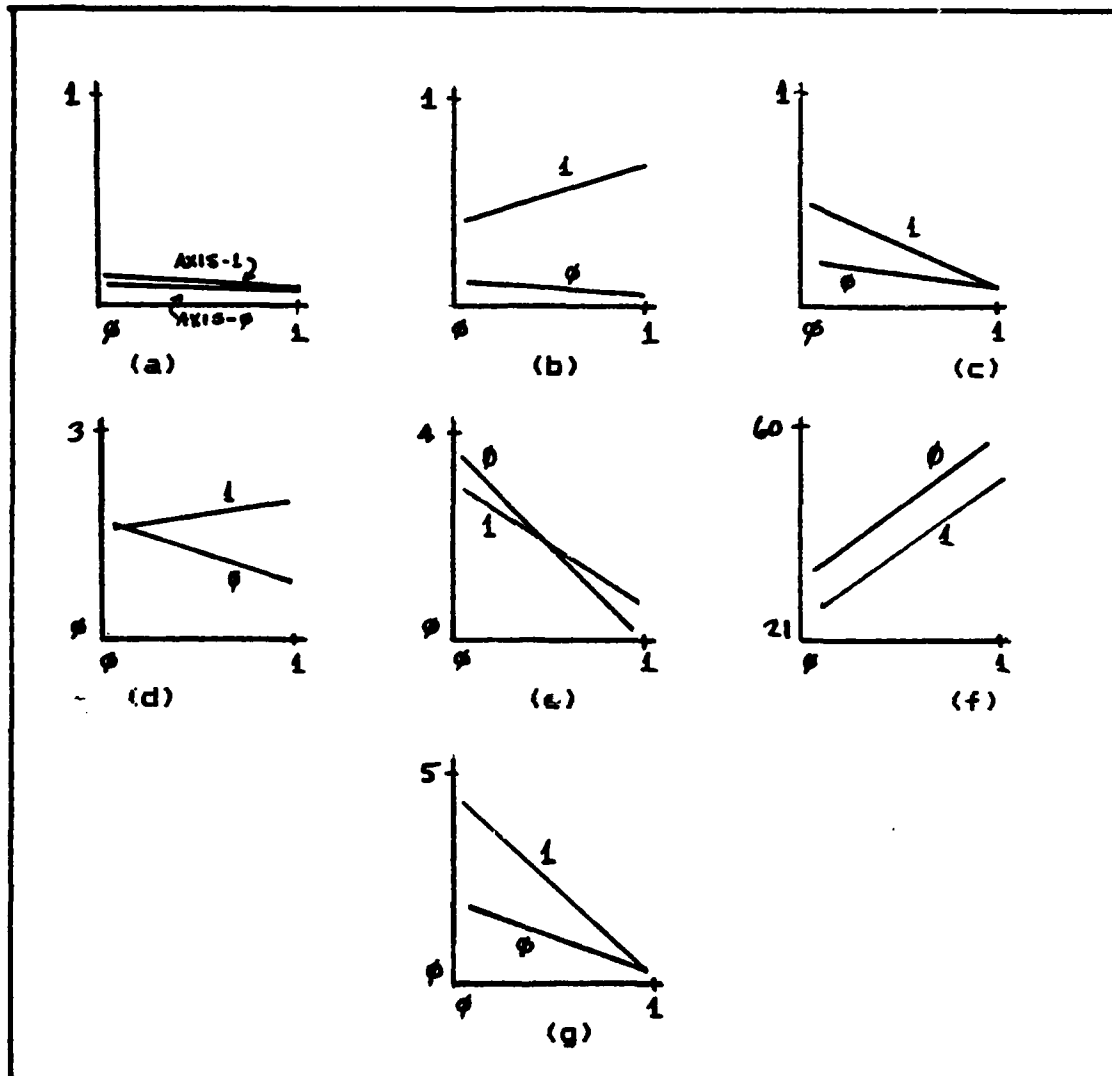 1 1 1
AXIS-1 1 1
AXIS-ø ø ø
ø 1 ø 1 ø 1
(a) (b) (c)
3 4 60
1 ø ø
ø 1 1
ø ø 21
ø 1 ø 1 ø 1
(d) (e) (f)
5
1
ø
ø
ø 1
(g)